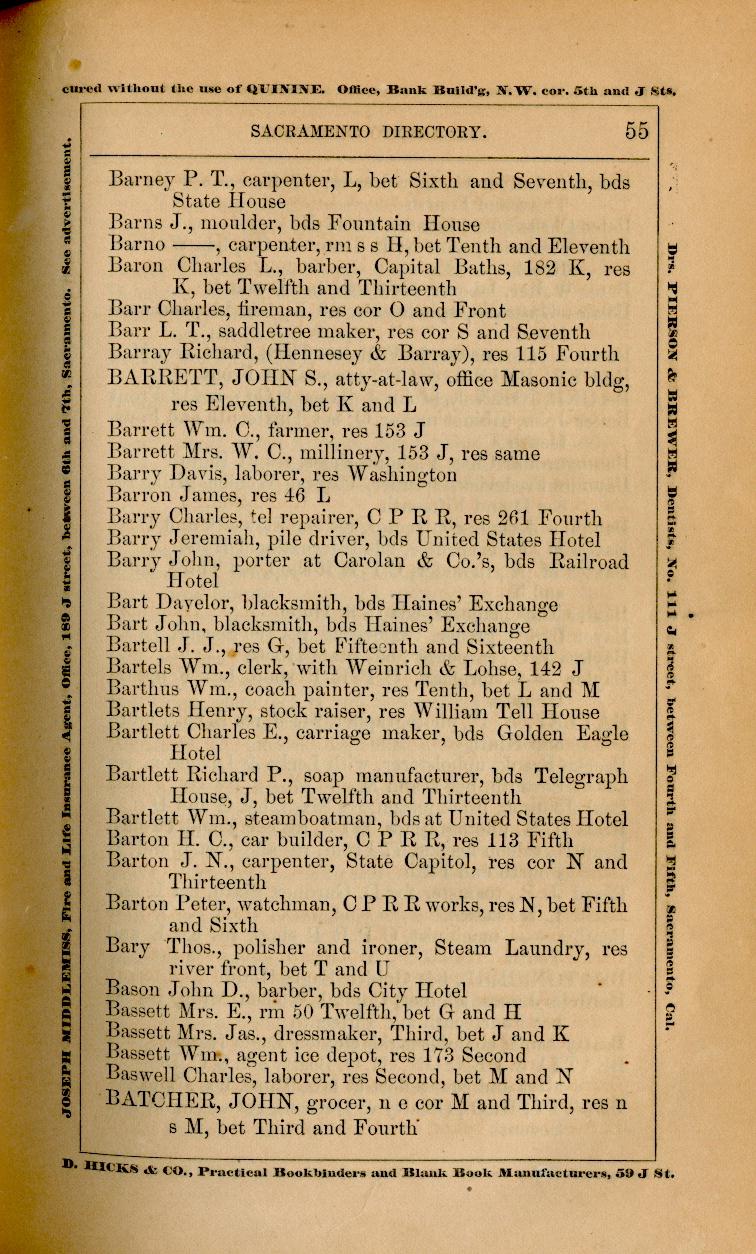 cured without the use of QUININE. Office, Bank Build'g, N.W. cor. 5th and J Sts.
SACRAMENTO DIRECTORY. 55
Barney P. T., carpenter, L, bet Sixth and Seventh, bds
State House
Barns J., moulder, bds Fountain House
Barno ——, carpenter, rm s s H, bet Tenth and Eleventh
Baron Charles L., barber, Capital Baths, 182 K, res
K, bet Twelfth and Thirteenth
Barr Charles, fireman, res cor O and Front
Barr L. T., saddletree maker, res cor S and Seventh
Barray Richard, (Hennesey & Barray), res 115 Fourth
BARRETT, JOHN S., atty-at-law, office Masonic bldg,
res Eleventh, bet K and L
Barrett Wm. C., farmer, res 153 J
Barrett Mrs. W. C., millinery, 153 J, res same
Barry Davis, laborer, res Washington
Barron James, res 46 L
Barry Charles, tel repairer, C P R R, res 261 Fourth
Barry Jeremiah, pile driver, bds United States Hotel
Barry John, porter at Carolan & Co.'s, bds Railroad
Hotel
Bart Dayelor, blacksmith, bds Haines' Exchange
Bart John, blacksmith, bds Haines' Exchange
Bartell J. J., res G, bet Fifteenth and Sixteenth
Bartels Wm., clerk, with Weinrich & Lohse, 142 J
Barthus Wm., coach painter, res Tenth, bet L and M
Bartlets Henry, stock raiser, res William Tell House
Bartlett Charles E., carriage maker, bds Golden Eagle
Hotel
Bartlett Richard P., soap manufacturer, bds Telegraph
House, J, bet Twelfth and Thirteenth
Bartlett Wm., steamboatman, bds at United States Hotel
Barton H. C., car builder, C P R R, res 113 Fifth
Barton J. N., carpenter, State Capitol, res cor N and
Thirteenth
Barton Peter, watchman, C P R R works, res N, bet Fifth
and Sixth
Bary Thos., polisher and ironer, Steam Laundry, res
river front, bet T and U
Bason John D., barber, bds City Hotel
Bassett Mrs. E., rm 50 Twelfth, bet G and H
Bassett Mrs. Jas., dressmaker, Third, bet J and K
Bassett Wm., agent ice depot, res 173 Second
Baswell Charles, laborer, res Second, bet M and N
BATCHER, JOHN, grocer, n e cor M and Third, res n
s M, bet Third and Fourth
D. HICKS & CO., Practical Bookbinders and Blank Book Manufacturers, 59 J St.
JOSEPH MIDDLEMISS, Fire and Life Insurance Agent, Office, 189 J street, between 6th and 7th, Sacramento. See advertisement.
Drs. PIERSON & BREWER, Dentists, No. 111 J street, between Fourth and Fifth, Sacramento, Cal.